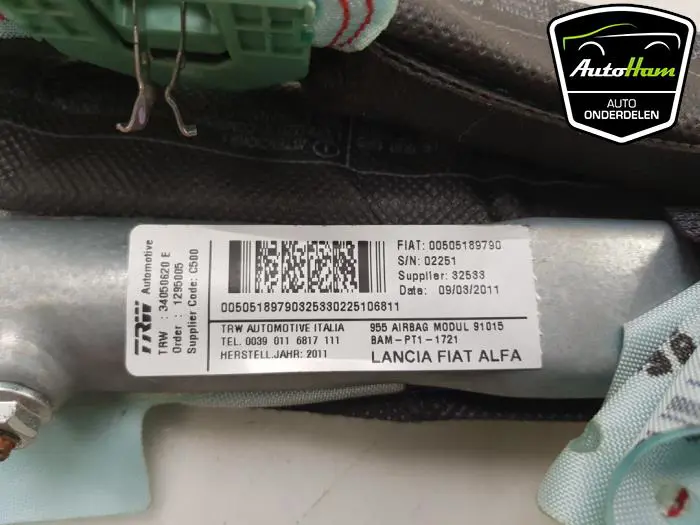 AutoHam
AUTO
ONDERDELEN
TRW Automotive
TRW : 34050620 E
Order : 1295005
Supplier Code: C500
FIAT: 00505189790
S/N: 02251
Supplier: 32533
Date: 09/03/2011
00505189790325330225106811
TRW AUTOMOTIVE ITALIA
TEL. 0039 011 6817 111
HERSTELL.JAHR: 2011
955 AIRBAG MODUL 91015
BAM-PT1-1721
LANCIA FIAT ALFA